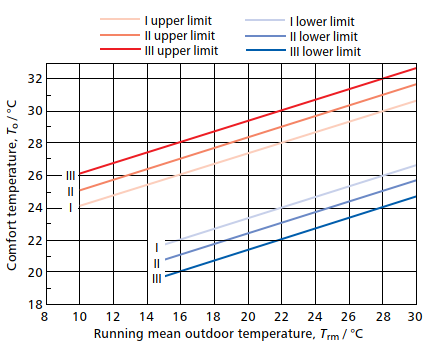 I upper limit
II upper limit
III upper limit
I lower limit
II lower limit
III lower limit
Comfort temperature, To / °C
32
30
28
26
24
22
20
18
III
II
I
I
II
III
8 10 12 14 16 18 20 22 24 26 28 30
Running mean outdoor temperature, Trm / °C